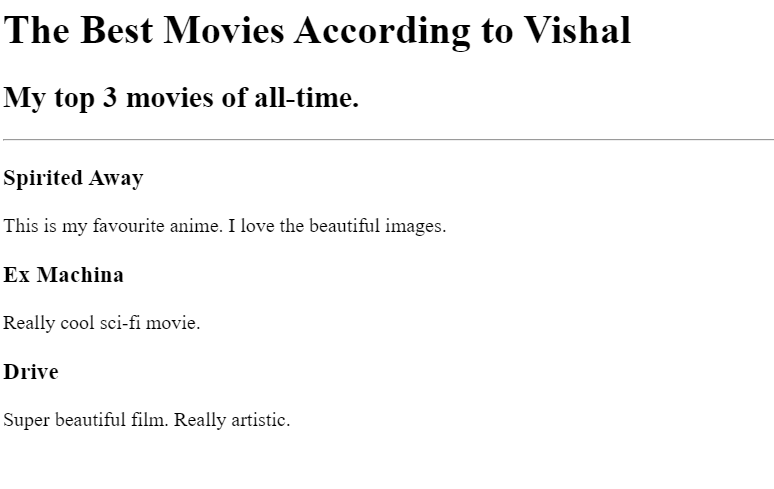 The Best Movies According to Vishal
My top 3 movies of all-time.
Spirited Away
This is my favourite anime. I love the beautiful images.
Ex Machina
Really cool sci-fi movie.
Drive
Super beautiful film. Really artistic.